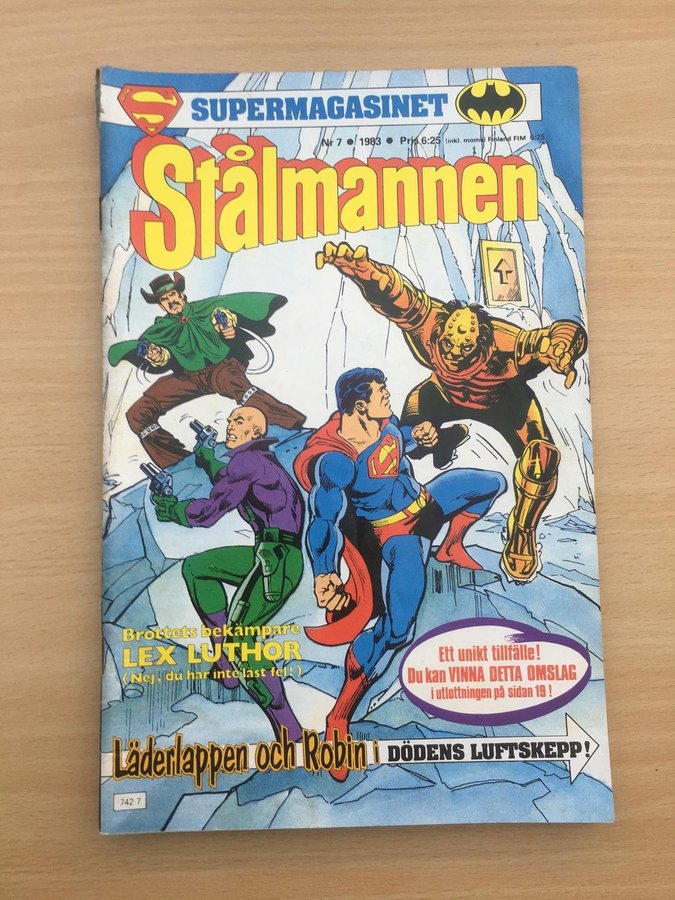 SUPERMAGASINET
Nr 7 • 1983 • Pris 6:25 (inkl. moms) Finland FIM 6:25
Stålmannen
Brottets bekämpare
LEX LUTHOR
(Nej, du har inte läst fel!)
Ett unikt tillfälle!
Du kan VINNA DETTA OMSLAG
i utlottningen på sidan 19!
Läderlappen och Robin i DÖDENS LUFTSKEPP!
742 7